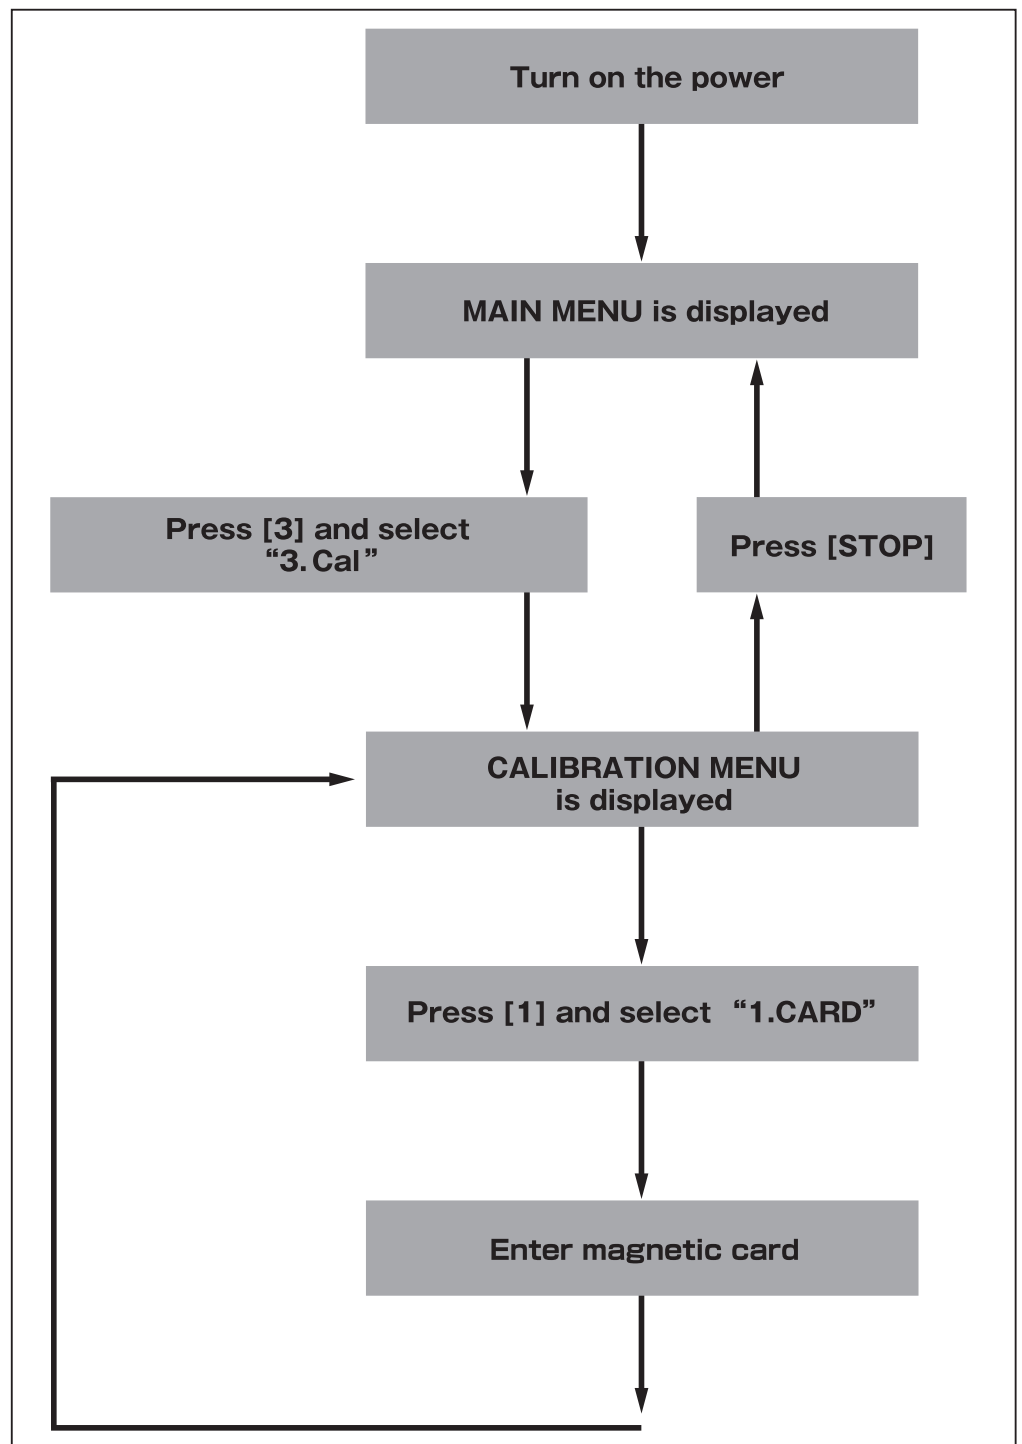 Turn on the power
MAIN MENU is displayed
Press [3] and select
“3. Cal”
Press [STOP]
CALIBRATION MENU
is displayed
Press [1] and select “1.CARD”
Enter magnetic card